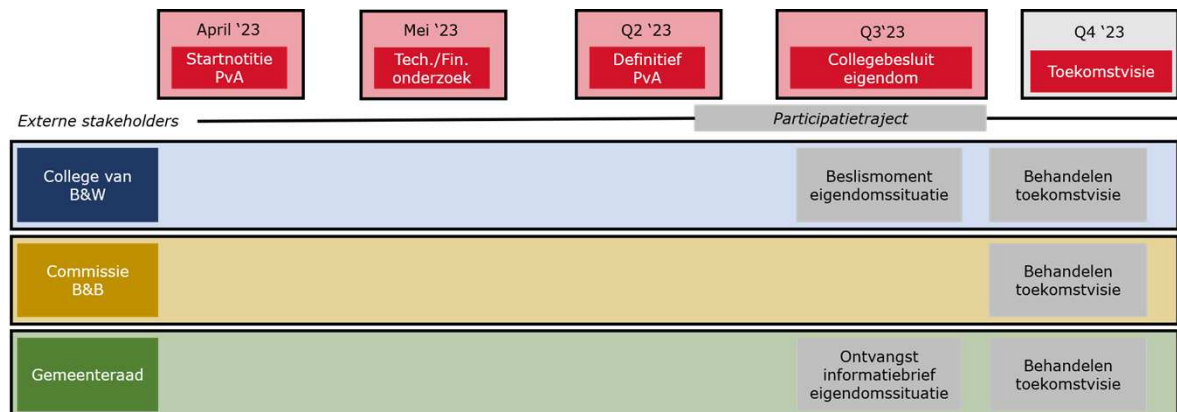 April ‘23
Startnotitie
PvA
Mei ‘23
Tech./Fin.
onderzoek
Q2 ‘23
Definitief
PvA
Q3‘23
Collegebesluit
eigendom
Q4 ‘23
Toekomstvisie
Externe stakeholders
Participatietraject
College van
B&W
Beslismoment
eigendomssituatie
Behandelen
toekomstvisie
Commissie
B&B
Behandelen
toekomstvisie
Gemeenteraad
Ontvangst
informatiebrief
eigendomssituatie
Behandelen
toekomstvisie